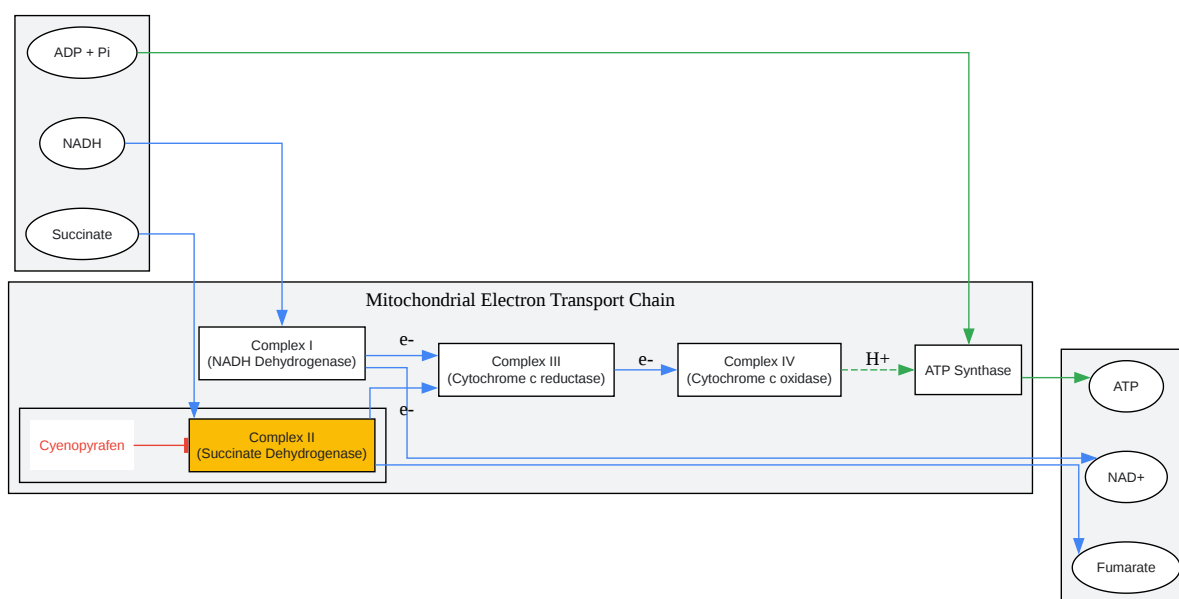 ADP + Pi
NADH
Succinate
Mitochondrial Electron Transport Chain
Complex I
(NADH Dehydrogenase)
e-
Complex III
(Cytochrome c reductase)
e-
Complex IV
(Cytochrome c oxidase)
H+
ATP Synthase
ATP
e-
Cyenopyrafen
Complex II
(Succinate Dehydrogenase)
NAD+
Fumarate